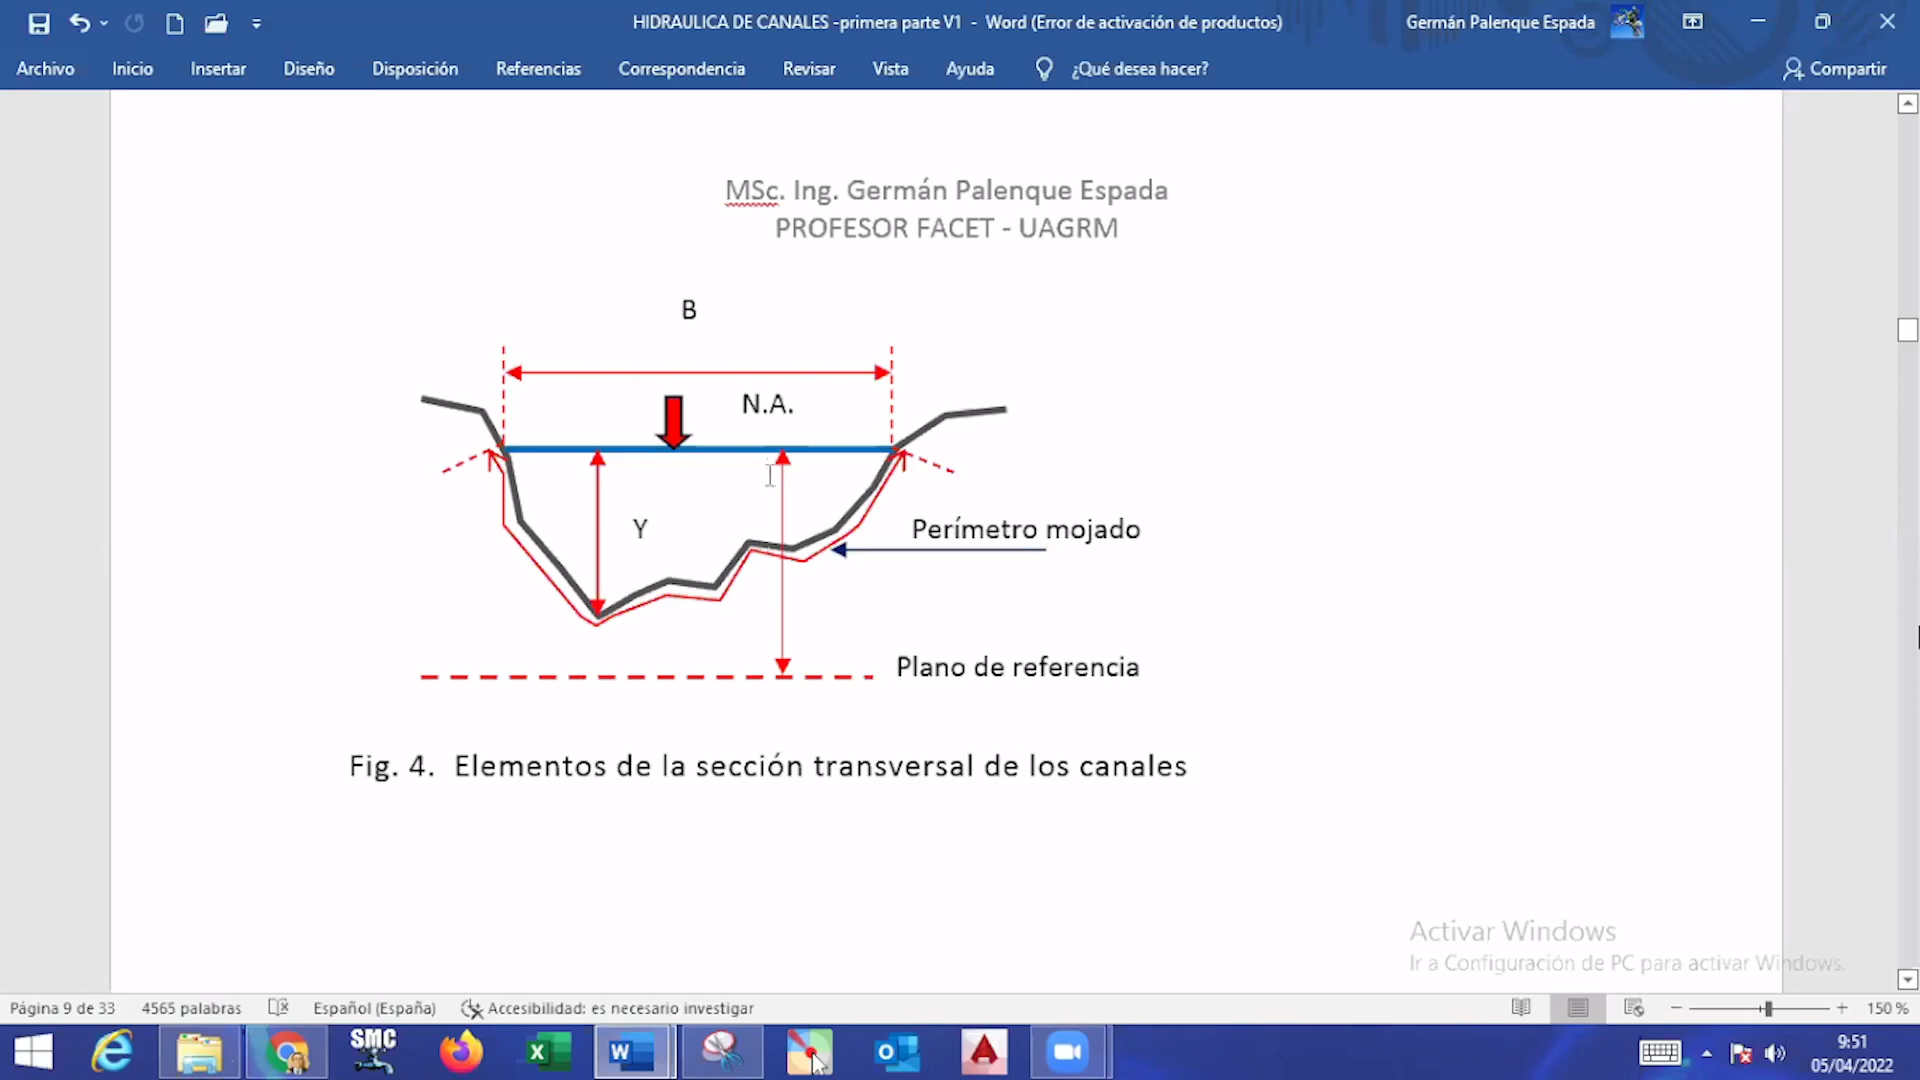 HIDRAULICA DE CANALES -primera parte V1 - Word (Error de activación de productos)
Germán Palenque Espada
Archivo Inicio Insertar Diseño Disposición Referencias Correspondencia Revisar Vista Ayuda ¿Qué desea hacer? Compartir
MSc. Ing. Germán Palenque Espada
PROFESOR FACET - UAGRM
B
N.A.
Y
Perímetro mojado
Plano de referencia
Fig. 4. Elementos de la sección transversal de los canales
Activar Windows
Ir a Configuración de PC para activar Windows.
Página 9 de 33 4565 palabras Español (España) Accesibilidad: es necesario investigar 150 %
SMC
9:51
05/04/2022